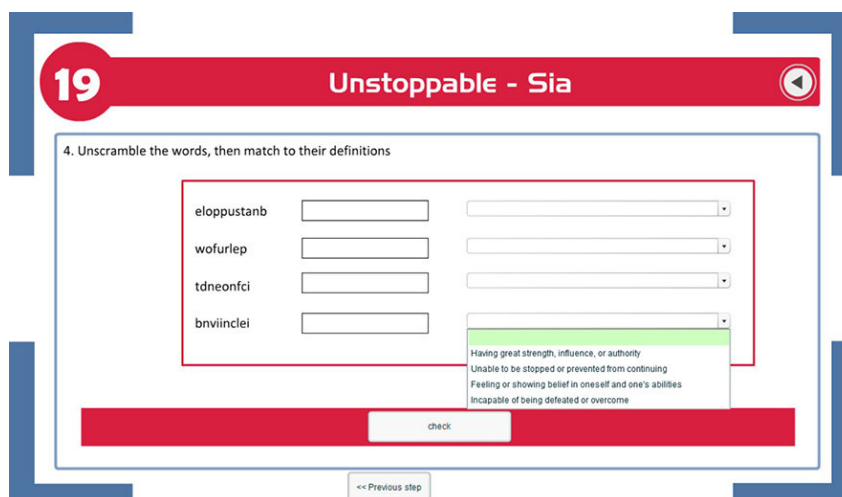 19
Unstoppable - Sia
4. Unscramble the words, then match to their definitions
eloppustanb
wofurlep
tdneonfci
bnviinclei
Having great strength, influence, or authority
Unable to be stopped or prevented from continuing
Feeling or showing belief in oneself and one's abilities
Incapable of being defeated or overcome
check
<< Previous step